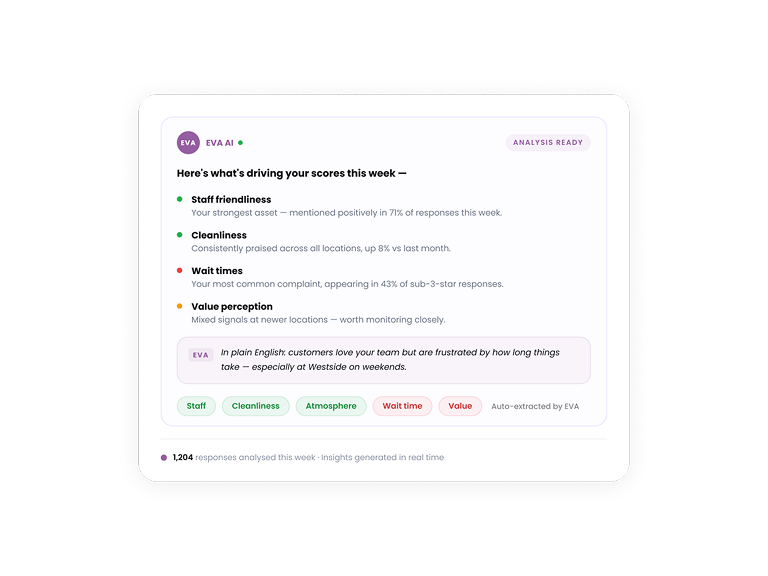 EVA EVA AI ANALYSIS READY
Here's what's driving your scores this week —
Staff friendliness
Your strongest asset — mentioned positively in 71% of responses this week.
Cleanliness
Consistently praised across all locations, up 8% vs last month.
Wait times
Your most common complaint, appearing in 43% of sub-3-star responses.
Value perception
Mixed signals at newer locations — worth monitoring closely.
EVA In plain English: customers love your team but are frustrated by how long things
take — especially at Westside on weekends.
Staff Cleanliness Atmosphere Wait time Value Auto-extracted by EVA
1,204 responses analysed this week · Insights generated in real time